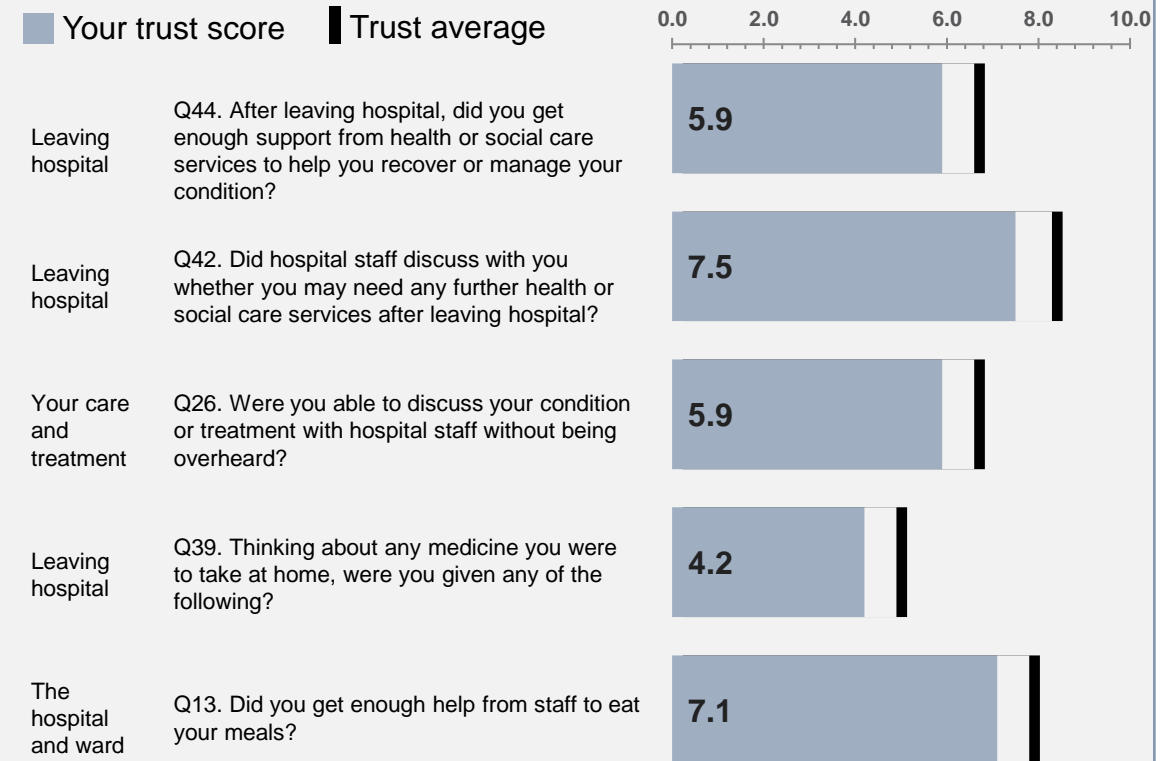 Your trust score Trust average
0.0 2.0 4.0 6.0 8.0 10.0
Leaving
hospital
Q44. After leaving hospital, did you get
enough support from health or social care
services to help you recover or manage your
condition?
5.9
Leaving
hospital
Q42. Did hospital staff discuss with you
whether you may need any further health or
social care services after leaving hospital?
7.5
Your care
and
treatment
Q26. Were you able to discuss your condition
or treatment with hospital staff without being
overheard?
5.9
Leaving
hospital
Q39. Thinking about any medicine you were
to take at home, were you given any of the
following?
4.2
The
hospital
and ward
Q13. Did you get enough help from staff to eat
your meals?
7.1